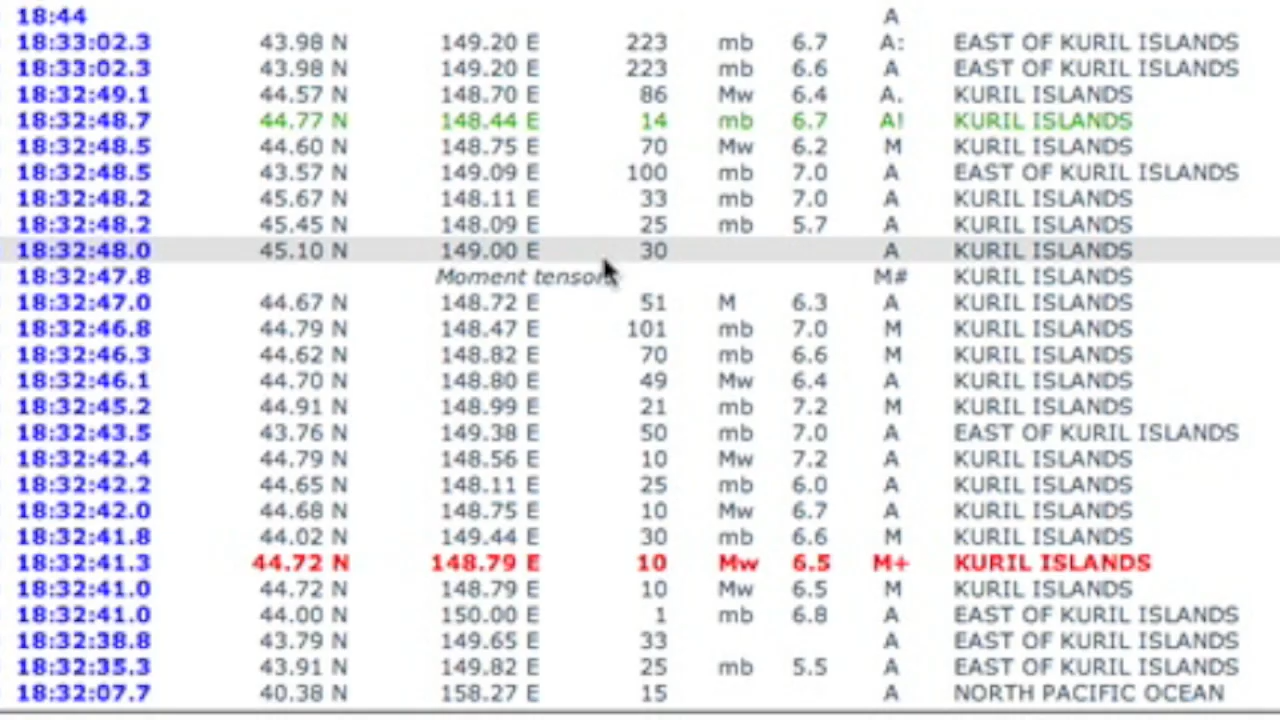 18:44 A
18:33:02.3 43.98 N 149.20 E 223 mb 6.7 A: EAST OF KURIL ISLANDS
18:33:02.3 43.98 N 149.20 E 223 mb 6.6 A EAST OF KURIL ISLANDS
18:32:49.1 44.57 N 148.70 E 86 Mw 6.4 A. KURIL ISLANDS
18:32:48.7 44.77 N 148.44 E 14 mb 6.7 A! KURIL ISLANDS
18:32:48.5 44.60 N 148.75 E 70 Mw 6.2 M KURIL ISLANDS
18:32:48.5 43.57 N 149.09 E 100 mb 7.0 A EAST OF KURIL ISLANDS
18:32:48.2 45.67 N 148.11 E 33 mb 7.0 A KURIL ISLANDS
18:32:48.2 45.45 N 148.09 E 25 mb 5.7 A KURIL ISLANDS
18:32:48.0 45.10 N 149.00 E 30 A KURIL ISLANDS
18:32:47.8 Moment tensors M# KURIL ISLANDS
18:32:47.0 44.67 N 148.72 E 51 M 6.3 A KURIL ISLANDS
18:32:46.8 44.79 N 148.47 E 101 mb 7.0 M KURIL ISLANDS
18:32:46.3 44.62 N 148.82 E 70 mb 6.6 M KURIL ISLANDS
18:32:46.1 44.70 N 148.80 E 49 Mw 6.4 A KURIL ISLANDS
18:32:45.2 44.91 N 148.99 E 21 mb 7.2 M KURIL ISLANDS
18:32:43.5 43.76 N 149.38 E 50 mb 7.0 A EAST OF KURIL ISLANDS
18:32:42.4 44.79 N 148.56 E 10 Mw 7.2 A KURIL ISLANDS
18:32:42.2 44.65 N 148.11 E 25 mb 6.0 A KURIL ISLANDS
18:32:42.0 44.68 N 148.75 E 10 Mw 6.7 A KURIL ISLANDS
18:32:41.8 44.02 N 149.44 E 30 mb 6.6 M KURIL ISLANDS
18:32:41.3 44.72 N 148.79 E 10 Mw 6.5 M+ KURIL ISLANDS
18:32:41.0 44.72 N 148.79 E 10 Mw 6.5 M KURIL ISLANDS
18:32:41.0 44.00 N 150.00 E 1 mb 6.8 A EAST OF KURIL ISLANDS
18:32:38.8 43.79 N 149.65 E 33 A EAST OF KURIL ISLANDS
18:32:35.3 43.91 N 149.82 E 25 mb 5.5 A EAST OF KURIL ISLANDS
18:32:07.7 40.38 N 158.27 E 15 A NORTH PACIFIC OCEAN